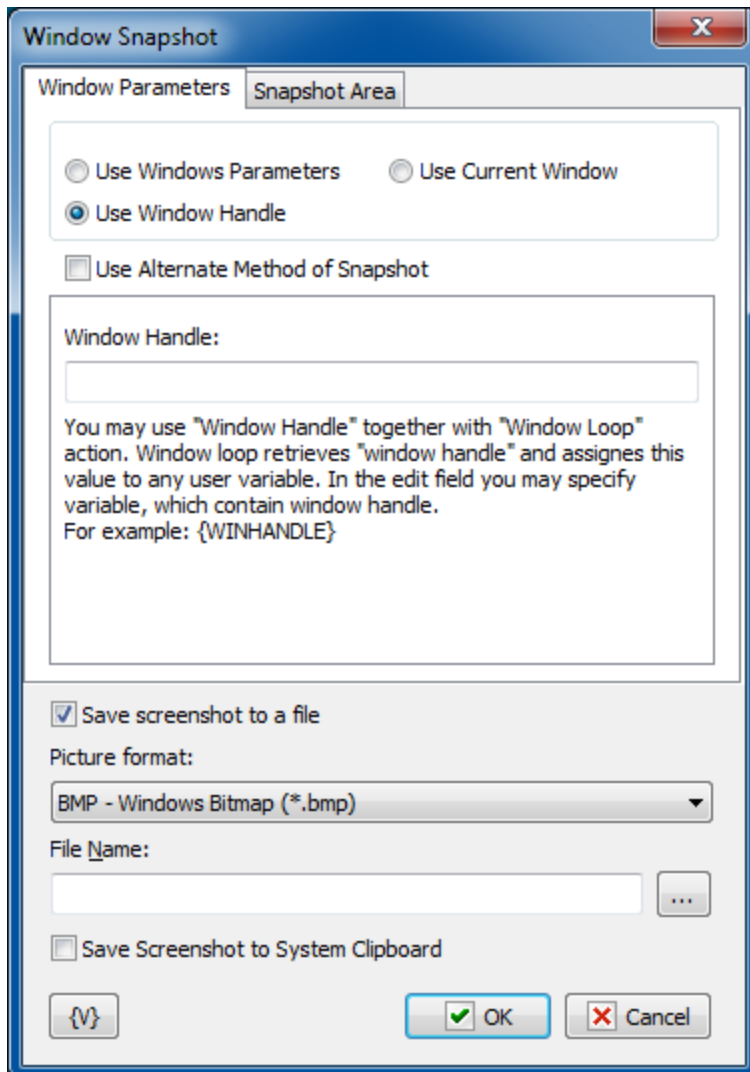 Window Snapshot
Window Parameters
Snapshot Area
Use Windows Parameters
Use Current Window
Use Window Handle
Use Alternate Method of Snapshot
Window Handle:
You may use "Window Handle" together with "Window Loop"
action. Window loop retrieves "window handle" and assignes this
value to any user variable. In the edit field you may specify
variable, which contain window handle.
For example: {WINHANDLE}
Save screenshot to a file
Picture format:
BMP - Windows Bitmap (*.bmp)
File Name:
...
Save Screenshot to System Clipboard
{V}
OK
Cancel